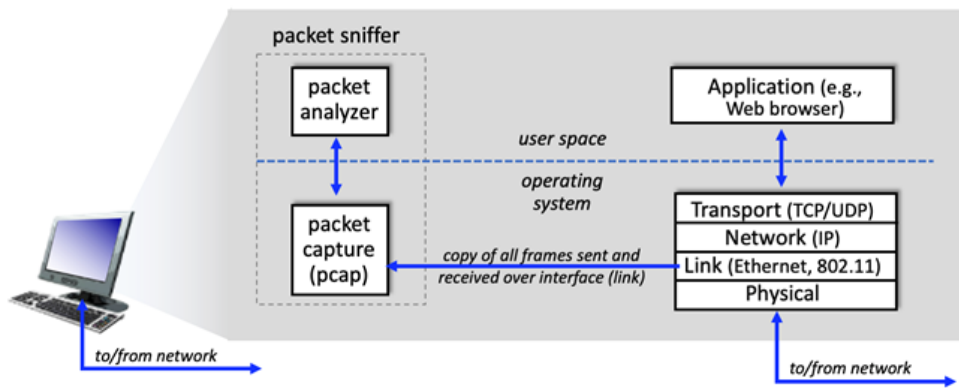 packet sniffer
packet
analyzer
Application (e.g.,
Web browser)
user space
operating
system
packet
capture
(pcap)
copy of all frames sent and
received over interface (link)
Transport (TCP/UDP)
Network (IP)
Link (Ethernet, 802.11)
Physical
to/from network
to/from network